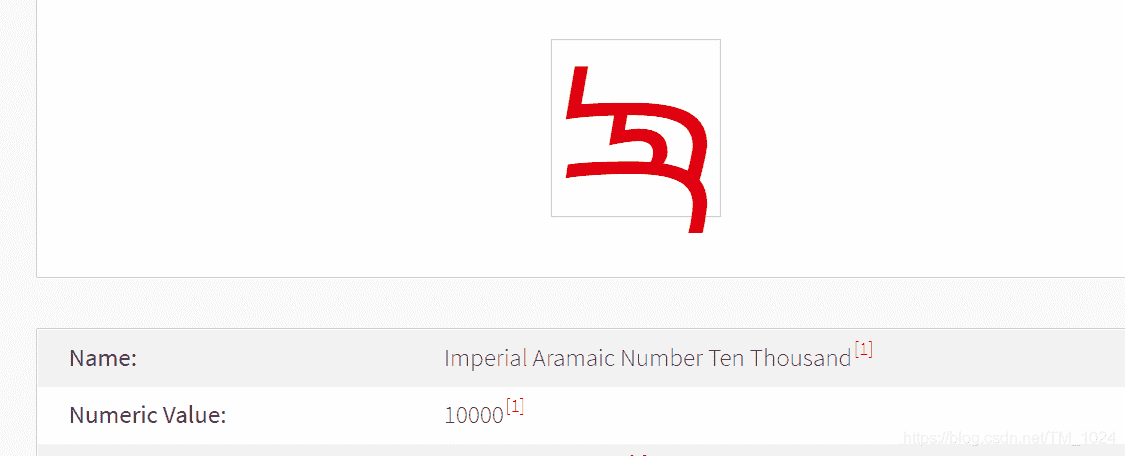 𐡟
Name: Imperial Aramaic Number Ten Thousand[1]
Numeric Value: 10000[1]
https://blog.csdn.net/TM_1024